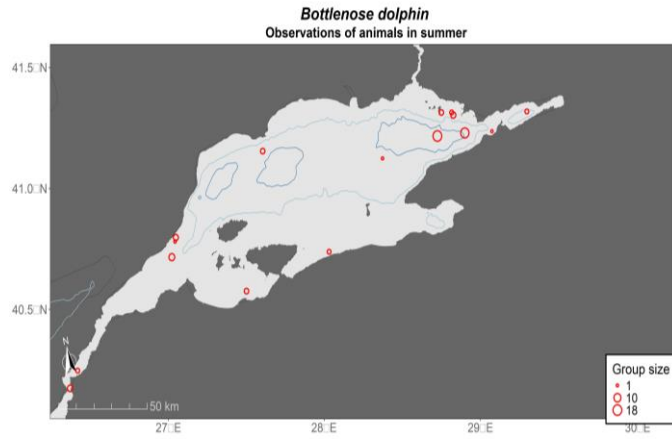 Bottlenose dolphin
Observations of animals in summer
41.5□N
41.0□N
40.5□N
N
50 km
27□E
28□E
29□E
30□E
Group size
1
10
18